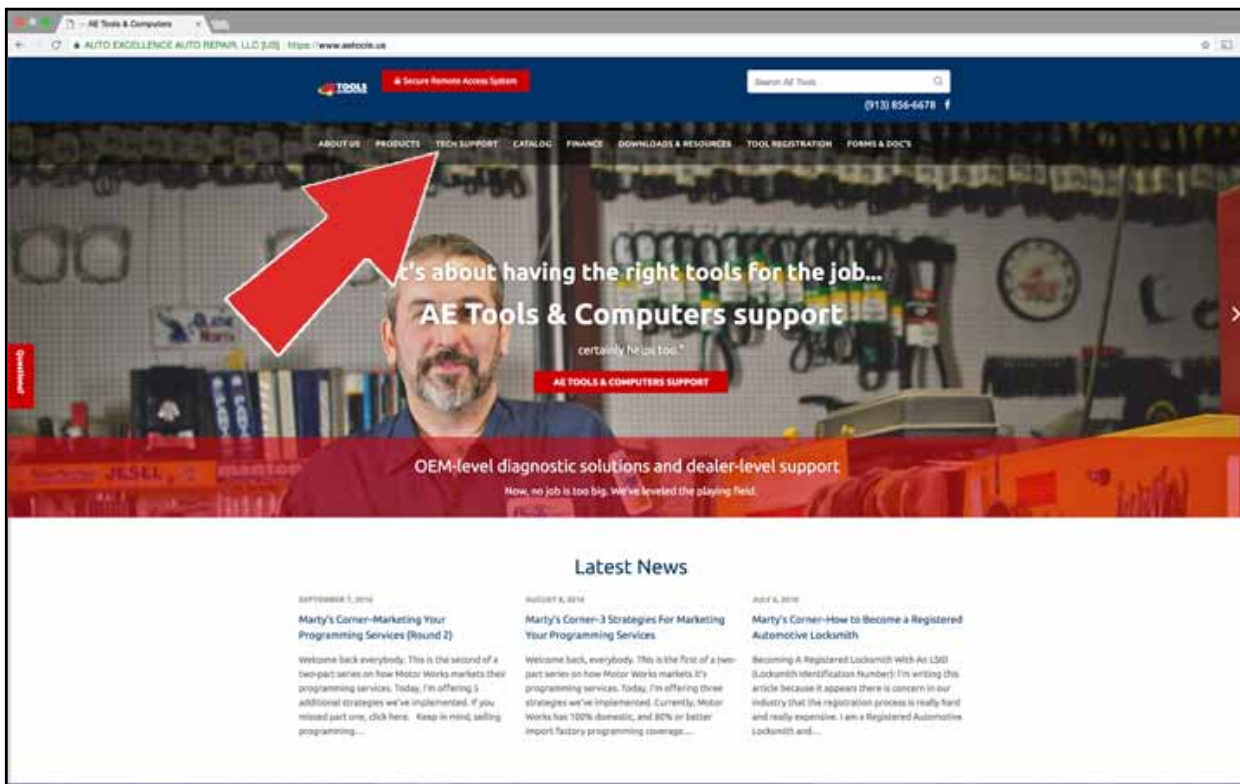 - AE Tools & Computers
AUTO EXCELLENCE AUTO REPAIR, LLC [US] https://www.aetools.us
TOOLS
Secure Remote Access System
Search AE Tools
(913) 856-6678 f
ABOUT US PRODUCTS TECH SUPPORT CATALOG FINANCE DOWNLOADS & RESOURCES TOOL REGISTRATION FORMS & DOC'S
t's about having the right tools for the job...
AE Tools & Computers support
certainly helps too."
AE TOOLS & COMPUTERS SUPPORT
Questions?
JESEL
OEM-level diagnostic solutions and dealer-level support
Now, no job is too big. We've leveled the playing field.
Latest News
SEPTEMBER 7, 2016
Marty's Corner–Marketing Your
Programming Services (Round 2)
Welcome back everybody. This is the second of a
two-part series on how Motor Works markets their
programming services. Today, I'm offering 5
additional strategies we've implemented. If you
missed part one, click here. Keep in mind, selling
programming....
AUGUST 8, 2016
Marty's Corner–3 Strategies For Marketing
Your Programming Services
Welcome back, everybody. This is the first of a two-
part series on how Motor Works markets it's
programming services. Today, I'm offering three
strategies we've implemented. Currently, Motor
Works has 100% domestic, and 80% or better
import factory programming coverage....
JULY 6, 2016
Marty's Corner–How to Become a Registered
Automotive Locksmith
Becoming A Registered Locksmith With An LSID
(Locksmith Identification Number): I'm writing this
article because it appears there is concern in our
industry that the registration process is really hard
and really expensive. I am a Registered Automotive
Locksmith and....